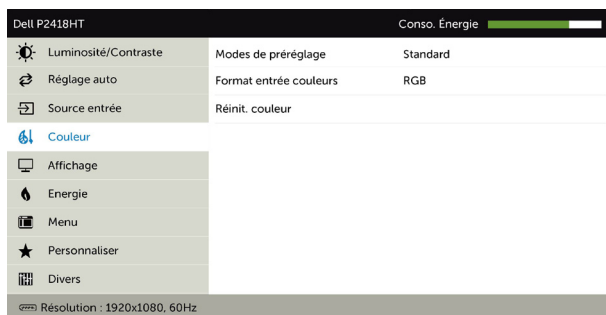 Dell P2418HT Conso. Énergie
Luminosité/Contraste Modes de préréglage Standard
Réglage auto Format entrée couleurs RGB
Source entrée Réinit. couleur
Couleur
Affichage
Energie
Menu
Personnaliser
Divers
Résolution : 1920x1080, 60Hz